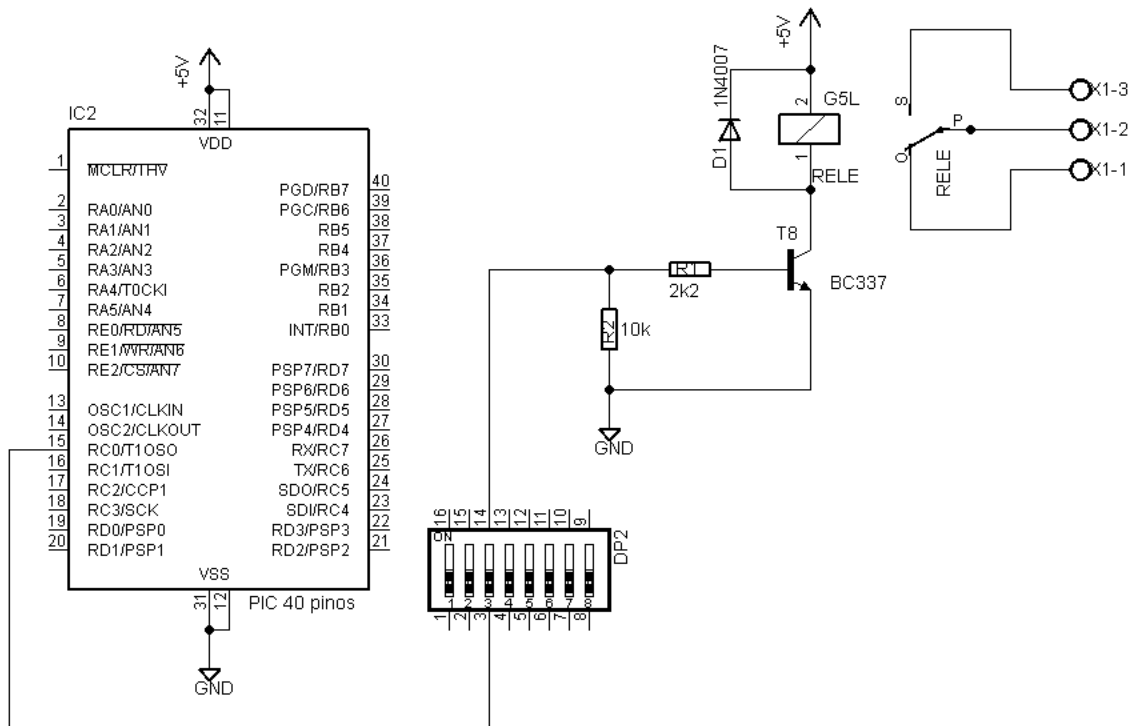 +5V
+5V
1N4007
D1
2
G5L
1
RELE
S
P
O
RELE
X1-3
X1-2
X1-1
IC2
32
11
VDD
1
MCLR/THV
40
PGD/RB7
2
RA0/AN0
39
PGC/RB6
3
RA1/AN1
38
RB5
4
RA2/AN2
37
RB4
5
RA3/AN3
36
PGM/RB3
6
RA4/T0CKI
35
RB2
7
RA5/AN4
34
RB1
8
RE0/RD/AN5
33
INT/RB0
9
RE1/WR/AN6
10
RE2/CS/AN7
30
PSP7/RD7
29
PSP6/RD6
13
OSC1/CLKIN
28
PSP5/RD5
14
OSC2/CLKOUT
27
PSP4/RD4
15
RC0/T1OSO
26
RX/RC7
16
RC1/T1OSI
25
TX/RC6
17
RC2/CCP1
24
SDO/RC5
18
RC3/SCK
23
SDI/RC4
19
RD0/PSP0
22
RD3/PSP3
20
RD1/PSP1
21
RD2/PSP2
VSS
31
12
PIC 40 pinos
GND
T8
BC337
R1
2K2
R2
10k
GND
16
15
14
13
12
11
10
9
ON
DP2
1 2 3 4 5 6 7 8
1
2
3
4
5
6
7
8